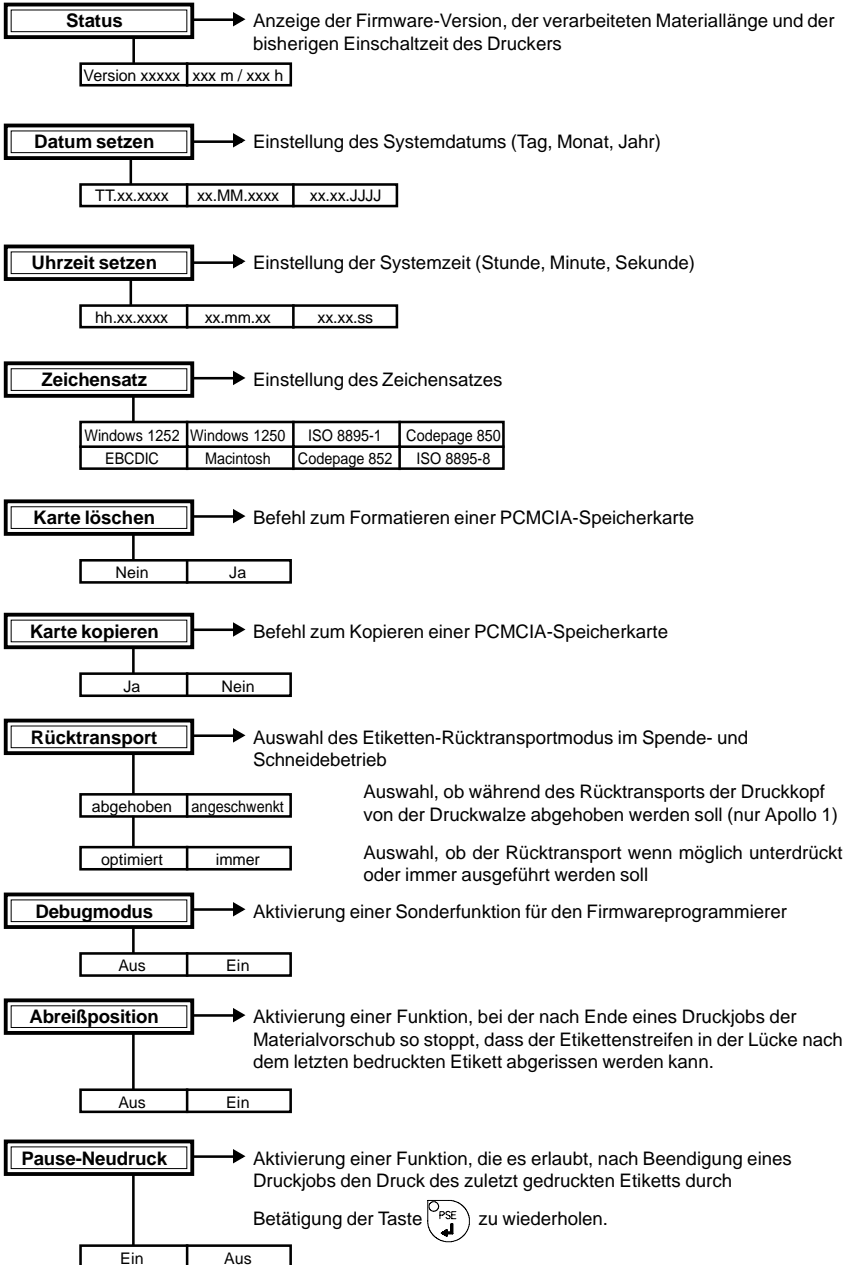 Status
Anzeige der Firmware-Version, der verarbeiteten Materiallänge und der
bisherigen Einschaltzeit des Druckers
Version xxxxx xxx m / xxx h
Datum setzen
Einstellung des Systemdatums (Tag, Monat, Jahr)
TT.xx.xxxx xx.MM.xxxx xx.xx.JJJJ
Uhrzeit setzen
Einstellung der Systemzeit (Stunde, Minute, Sekunde)
hh.xx.xxxx xx.mm.xx xx.xx.ss
Zeichensatz
Einstellung des Zeichensatzes
Windows 1252 Windows 1250 ISO 8895-1 Codepage 850
EBCDIC Macintosh Codepage 852 ISO 8895-8
Karte löschen
Befehl zum Formatieren einer PCMCIA-Speicherkarte
Nein Ja
Karte kopieren
Befehl zum Kopieren einer PCMCIA-Speicherkarte
Ja Nein
Rücktransport
Auswahl des Etiketten-Rücktransportmodus im Spende- und
Schneidebetrieb
abgehoben angeschwenkt
Auswahl, ob während des Rücktransports der Druckkopf
von der Druckwalze abgehoben werden soll (nur Apollo 1)
optimiert immer
Auswahl, ob der Rücktransport wenn möglich unterdrückt
oder immer ausgeführt werden soll
Debugmodus
Aktivierung einer Sonderfunktion für den Firmwareprogrammierer
Aus Ein
Abreißposition
Aktivierung einer Funktion, bei der nach Ende eines Druckjobs der
Materialvorschub so stoppt, dass der Etikettenstreifen in der Lücke nach
dem letzten bedruckten Etikett abgerissen werden kann.
Aus Ein
Pause-Neudruck
Aktivierung einer Funktion, die es erlaubt, nach Beendigung eines
Druckjobs den Druck des zuletzt gedruckten Etiketts durch
Betätigung der Taste PSE zu wiederholen.
Ein Aus